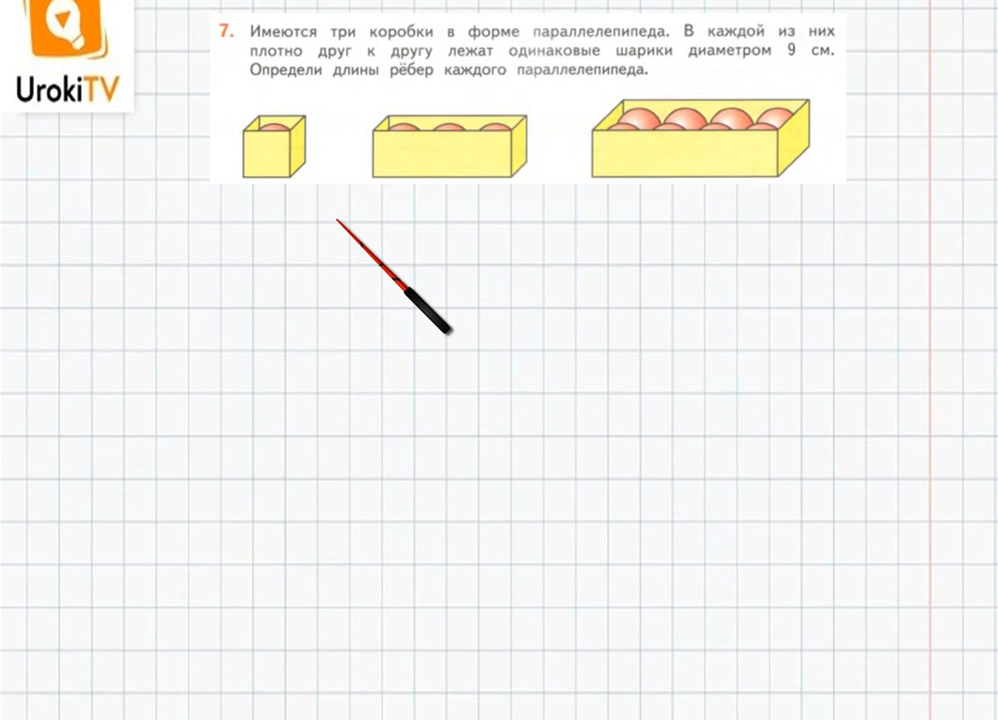 UrokiTV
7. Имеются три коробки в форме параллелепипеда. В каждой из них
плотно друг к другу лежат одинаковые шарики диаметром 9 см.
Определи длины рёбер каждого параллелепипеда.